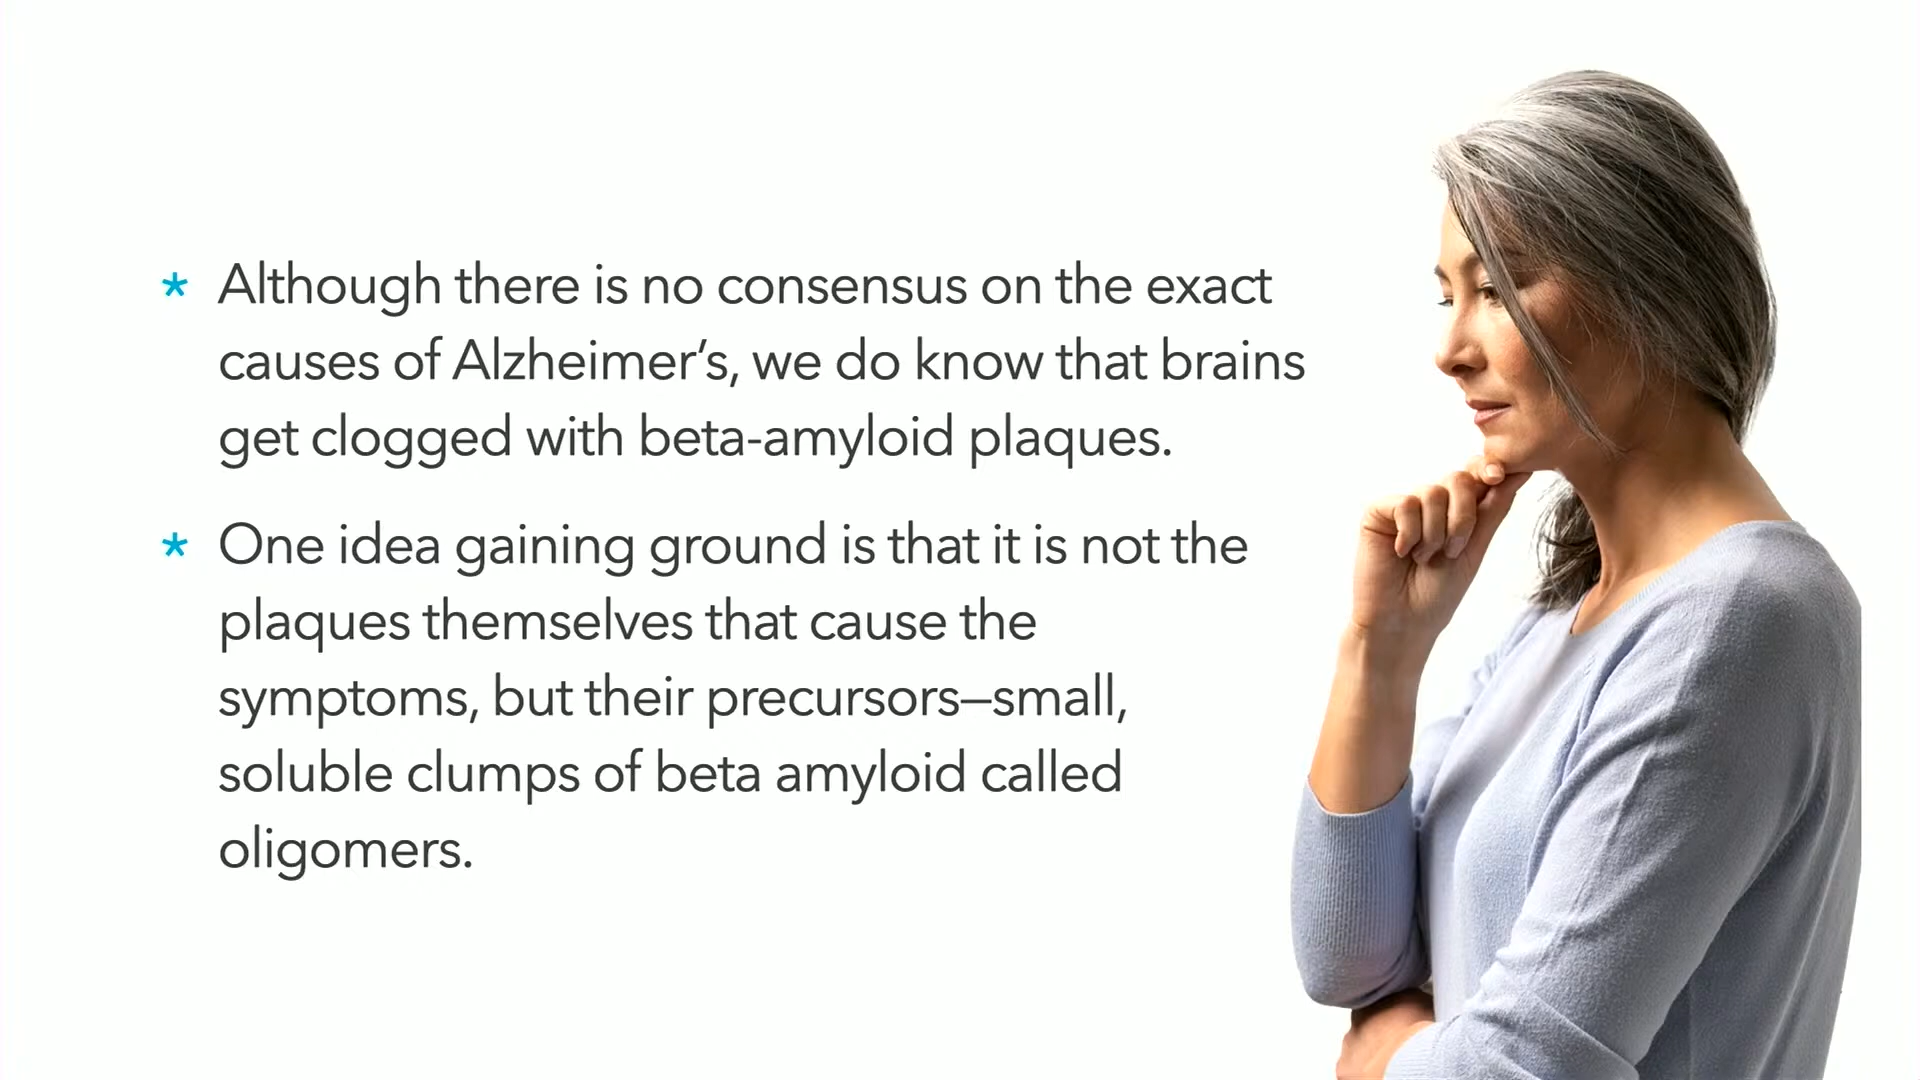 * Although there is no consensus on the exact
causes of Alzheimer’s, we do know that brains
get clogged with beta-amyloid plaques.
* One idea gaining ground is that it is not the
plaques themselves that cause the
symptoms, but their precursors—small,
soluble clumps of beta amyloid called
oligomers.